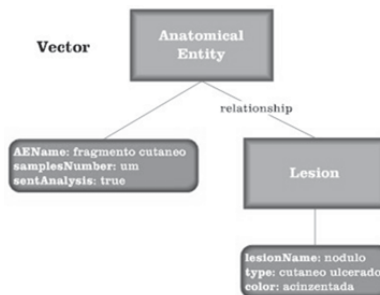 Vector
Anatomical
Entity
relationship
AEName: fragmento cutaneo
samplesNumber: um
sentAnalysis: true
Lesion
lesionName: nodulo
type: cutaneo ulcerado
color: acinzentada